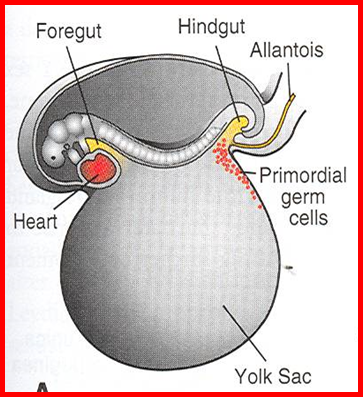 Foregut
Hindgut
Allantois
Primordial
germ
cells
Heart
Yolk Sac